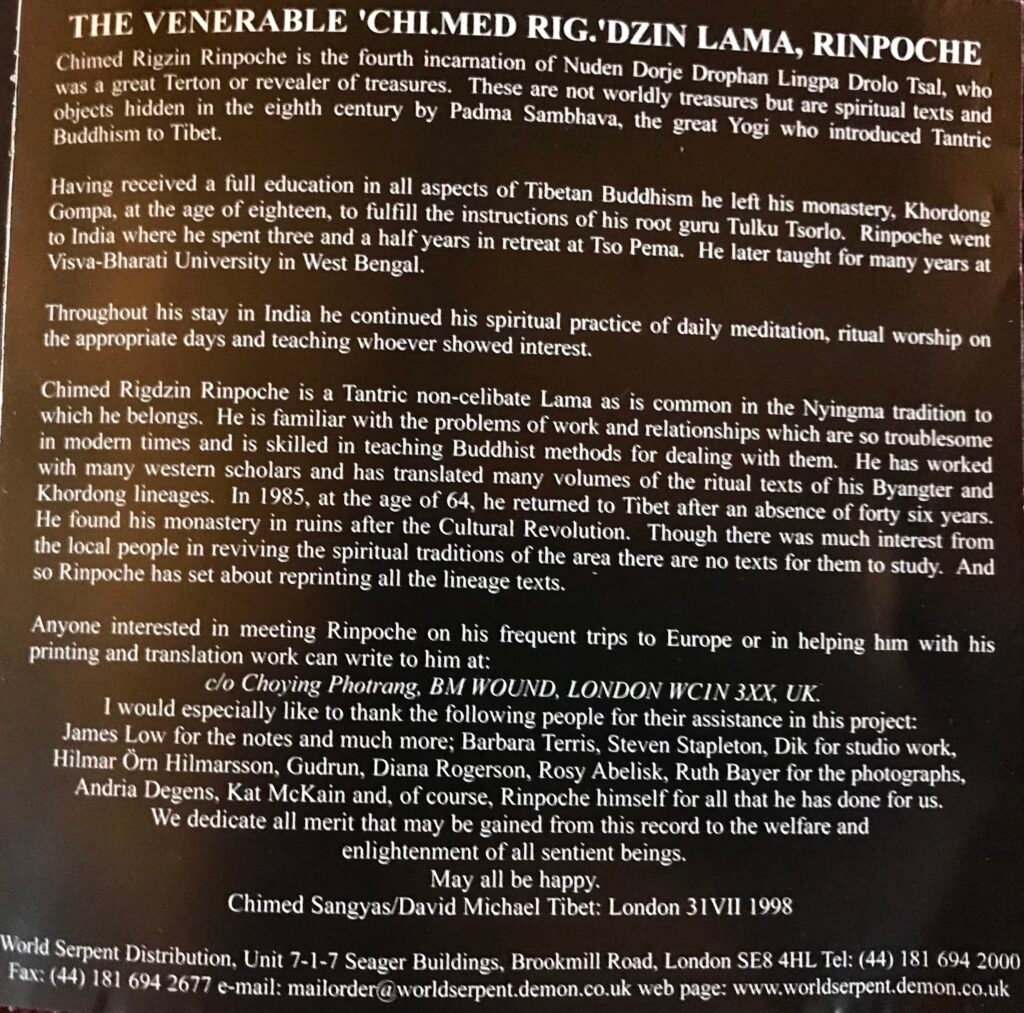 THE VENERABLE 'CHI.MED RIG.'DZIN LAMA, RINPOCHE
Chimed Rigzin Rinpoche is the fourth incarnation of Nuden Dorje Drophan Lingpa Drolo Tsal, who
was a great Terton or revealer of treasures. These are not worldly treasures but are spiritual texts and
objects hidden in the eighth century by Padma Sambhava, the great Yogi who introduced Tantric
Buddhism to Tibet.
Having received a full education in all aspects of Tibetan Buddhism he left his monastery, Khordong
Gompa, at the age of eighteen, to fulfill the instructions of his root guru Tulku Tsorlo. Rinpoche went
to India where he spent three and a half years in retreat at Tso Pema. He later taught for many years at
Visva-Bharati University in West Bengal.
Throughout his stay in India he continued his spiritual practice of daily meditation, ritual worship on
the appropriate days and teaching whoever showed interest.
Chimed Rigdzin Rinpoche is a Tantric non-celibate Lama as is common in the Nyingma tradition to
which he belongs. He is familiar with the problems of work and relationships which are so troublesome
in modern times and is skilled in teaching Buddhist methods for dealing with them. He has worked
with many western scholars and has translated many volumes of the ritual texts of his Byangter and
Khordong lineages. In 1985, at the age of 64, he returned to Tibet after an absence of forty six years.
He found his monastery in ruins after the Cultural Revolution. Though there was much interest from
the local people in reviving the spiritual traditions of the area there are no texts for them to study. And
so Rinpoche has set about reprinting all the lineage texts.
Anyone interested in meeting Rinpoche on his frequent trips to Europe or in helping him with his
printing and translation work can write to him at:
c/o Choying Photrang, BM WOUND, LONDON WC1N 3XX, UK.
I would especially like to thank the following people for their assistance in this project:
James Low for the notes and much more; Barbara Terris, Steven Stapleton, Dik for studio work,
Hilmar Örn Hilmarsson, Gudrun, Diana Rogerson, Rosy Abelisk, Ruth Bayer for the photographs,
Andria Degens, Kat McKain and, of course, Rinpoche himself for all that he has done for us.
We dedicate all merit that may be gained from this record to the welfare and
enlightenment of all sentient beings.
May all be happy.
Chimed Sangyas/David Michael Tibet: London 31VII 1998
World Serpent Distribution, Unit 7-1-7 Seager Buildings, Brookmill Road, London SE8 4HL Tel: (44) 181 694 2000
Fax: (44) 181 694 2677 e-mail: mailorder@worldserpent.demon.co.uk web page: www.worldserpent.demon.co.uk